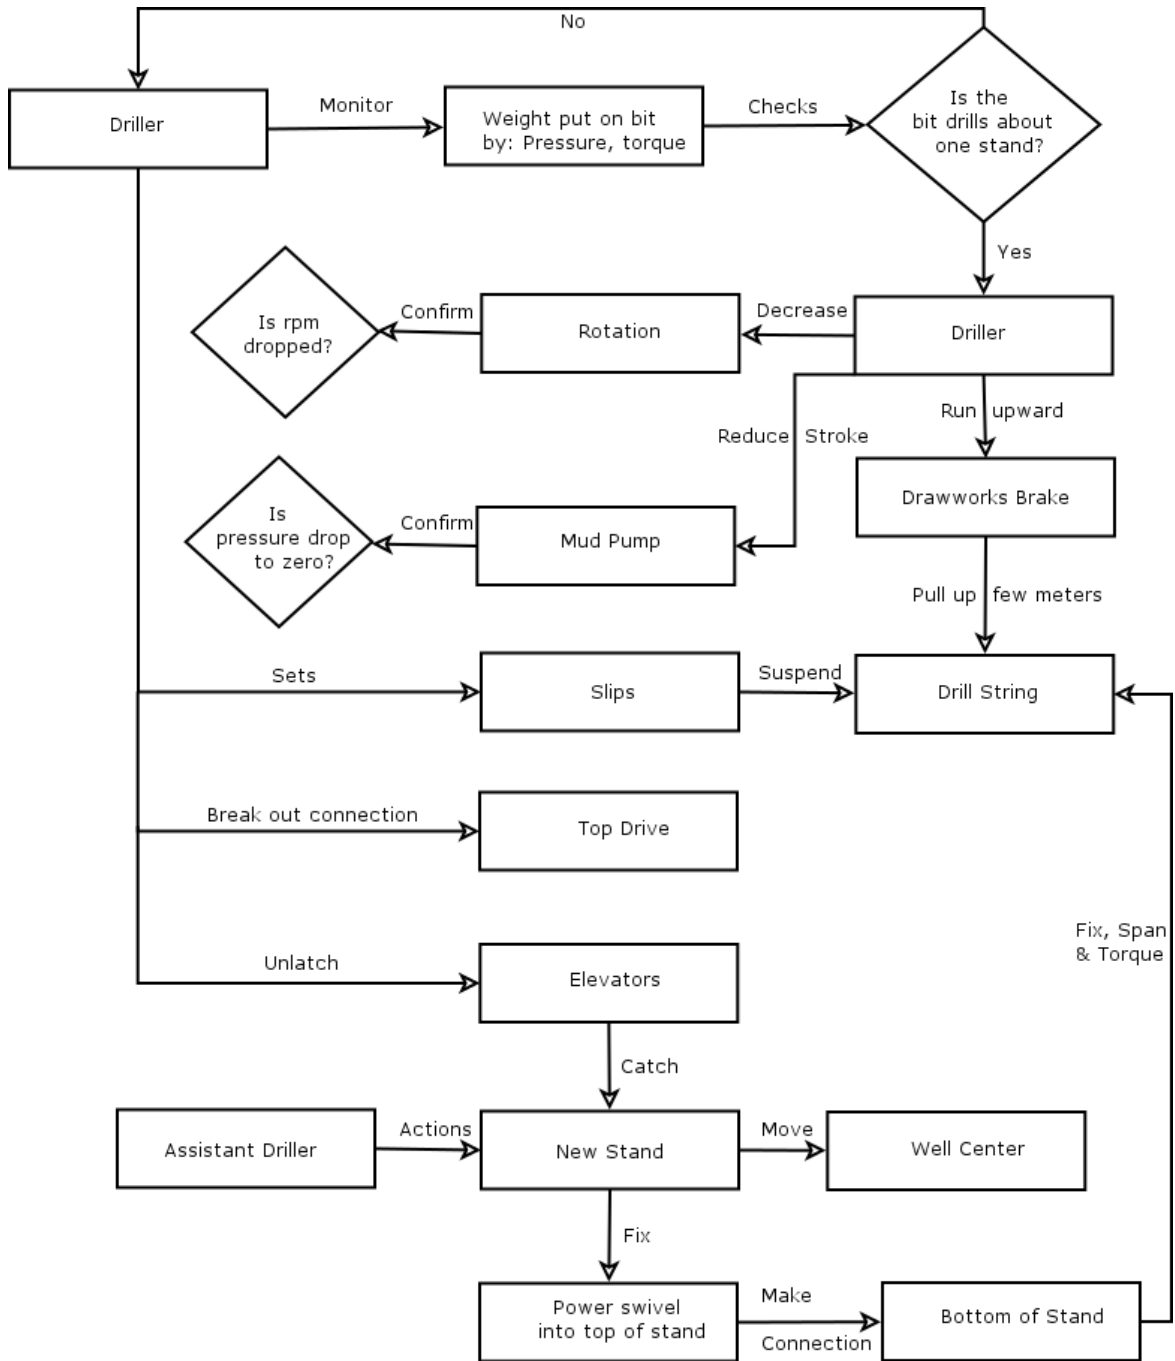 No
Driller
Monitor
Weight put on bit
by: Pressure, torque
Checks
Is the
bit drills about
one stand?
Yes
Is rpm
dropped?
Confirm
Rotation
Decrease
Driller
Run upward
Reduce Stroke
Drawworks Brake
Is
pressure drop
to zero?
Confirm
Mud Pump
Pull up few meters
Sets
Slips
Suspend
Drill String
Break out connection
Top Drive
Fix, Span
& Torque
Unlatch
Elevators
Catch
Assistant Driller
Actions
New Stand
Move
Well Center
Fix
Power swivel
into top of stand
Make
Connection
Bottom of Stand